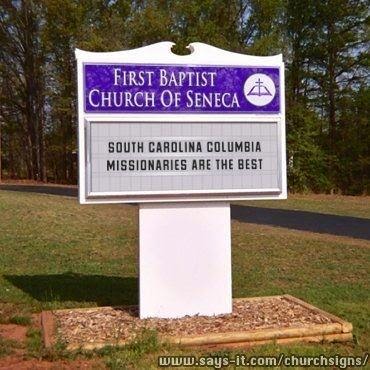 FIRST BAPTIST
CHURCH OF SENECA
SOUTH CAROLINA COLUMBIA
MISSIONARIES ARE THE BEST
www.says-it.com/churchsigns/